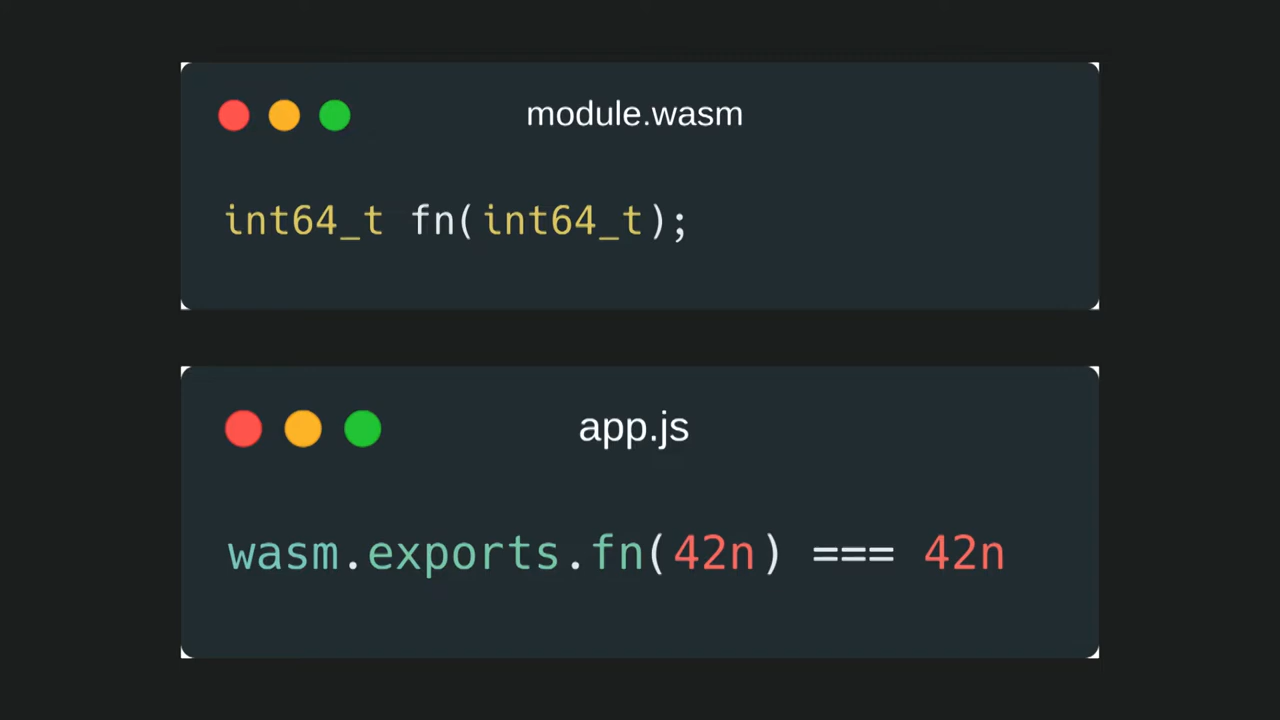 module.wasm
int64_t fn(int64_t);
app.js
wasm.exports.fn(42n) === 42n